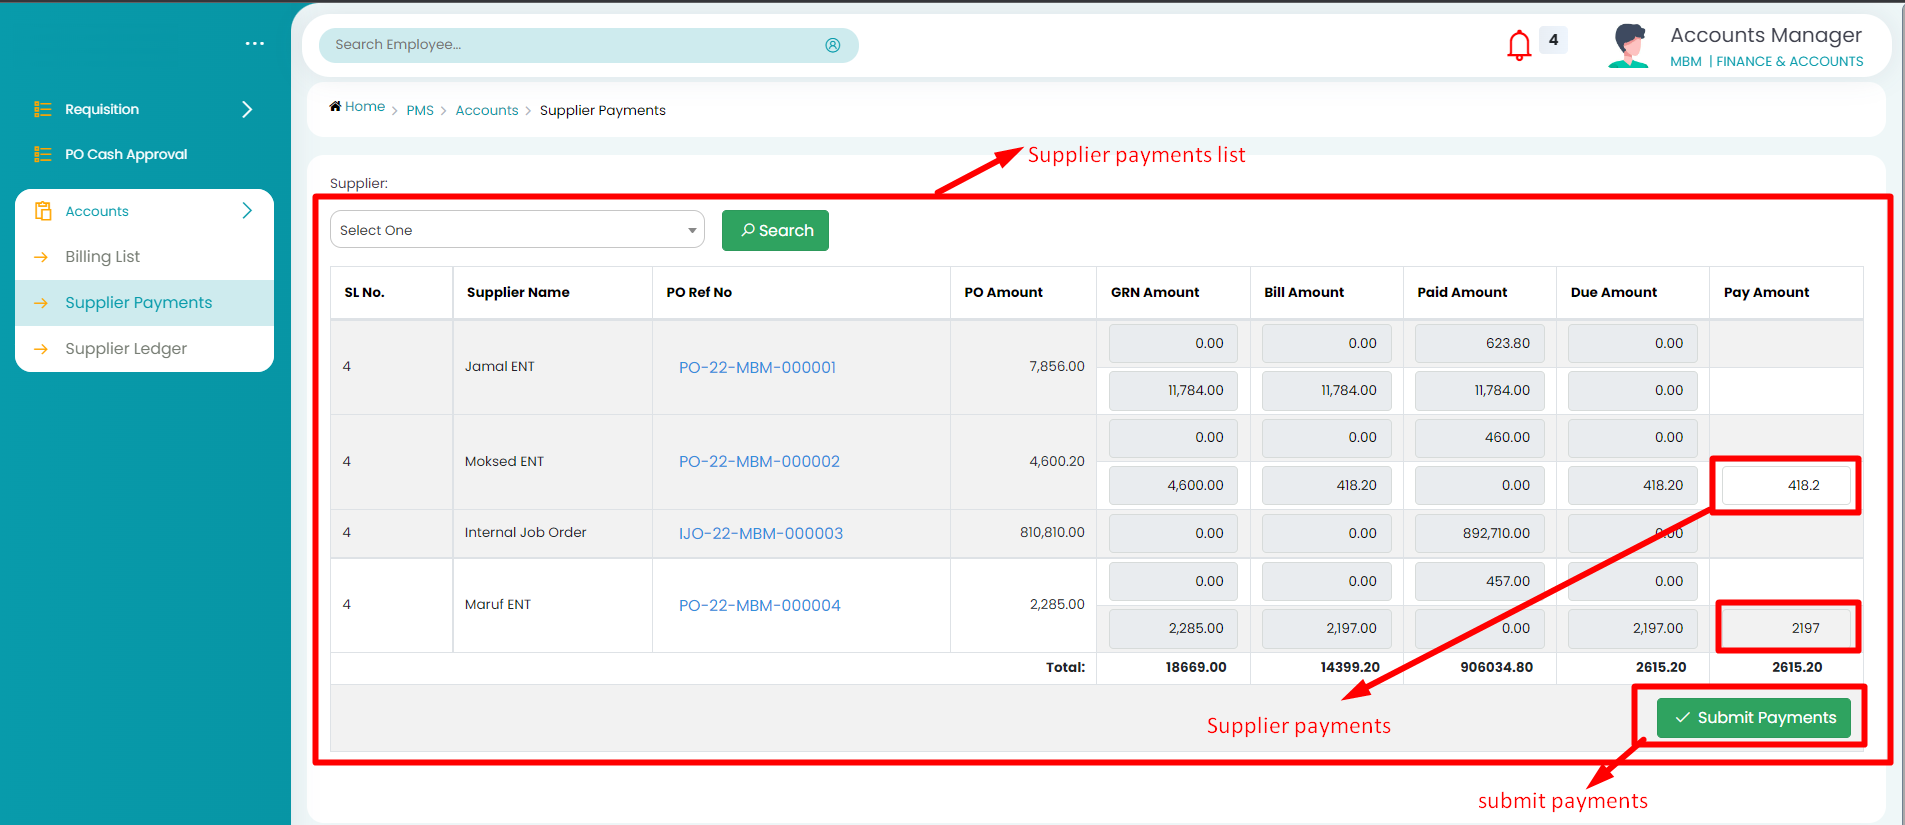 Search Employee...
4
Accounts Manager
MBM | FINANCE & ACCOUNTS
Requisition
PO Cash Approval
Accounts
Billing List
Supplier Payments
Supplier Ledger
Home > PMS > Accounts > Supplier Payments
Supplier payments list
Supplier:
Select One
Search
SL No. Supplier Name PO Ref No PO Amount GRN Amount Bill Amount Paid Amount Due Amount Pay Amount
4 Jamal ENT PO-22-MBM-000001 7,856.00 0.00 0.00 623.80 0.00
11,784.00 11,784.00 11,784.00 0.00
4 Moksed ENT PO-22-MBM-000002 4,600.20 0.00 0.00 460.00 0.00
4,600.00 418.20 0.00 418.20 418.2
4 Internal Job Order IJO-22-MBM-000003 810,810.00 0.00 0.00 892,710.00 0.00
4 Maruf ENT PO-22-MBM-000004 2,285.00 0.00 0.00 457.00 0.00
2,285.00 2,197.00 0.00 2,197.00 2197
Total: 18669.00 14399.20 906034.80 2615.20 2615.20
Submit Payments
Supplier payments
submit payments